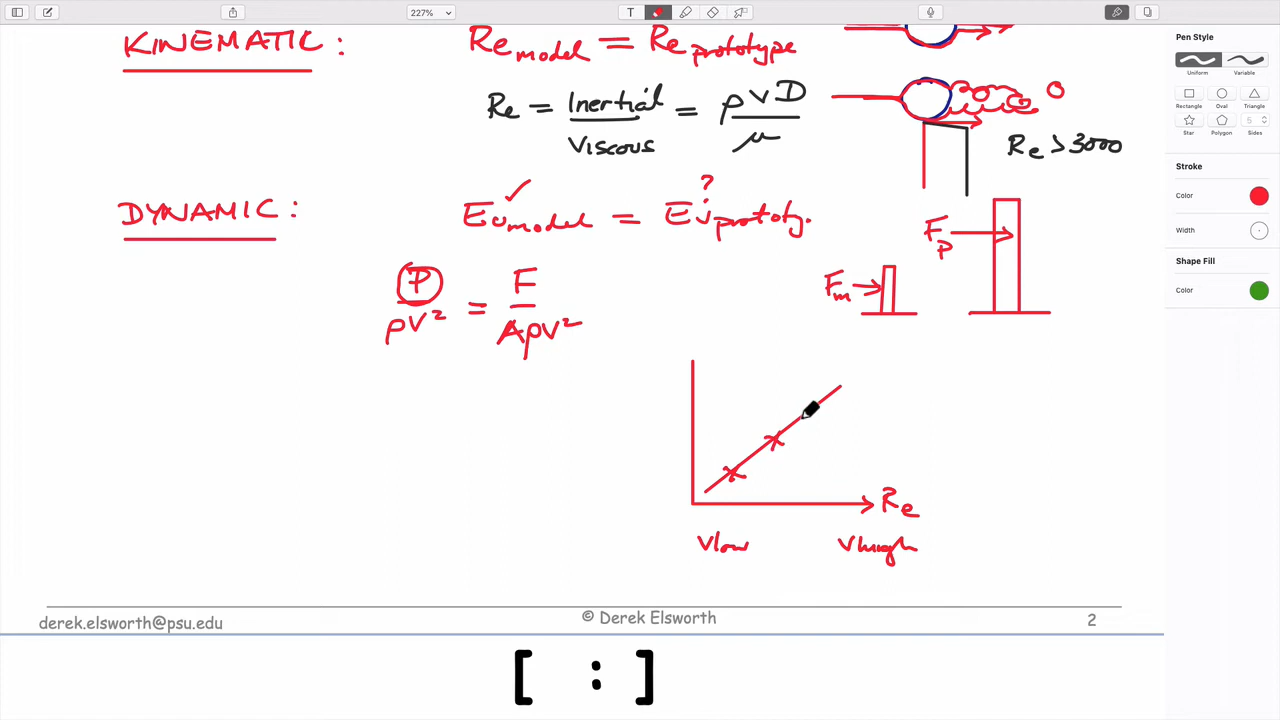 227%
T
Pen Style
Uniform Variable
Rectangle Oval Triangle
Star Polygon 5 Sides
Stroke
Color
Width
Shape Fill
Color
KINEMATIC : Re model = Re prototype
Re = Inertial / Viscous = ρVD / μ
Re > 3000
DYNAMIC : Eu model ✓ = Eu prototy. ?
P / ρV² = F / AρV²
Fm
Fp
Re
Vlow Vhigh
derek.elsworth@psu.edu © Derek Elsworth 2
[ : ]